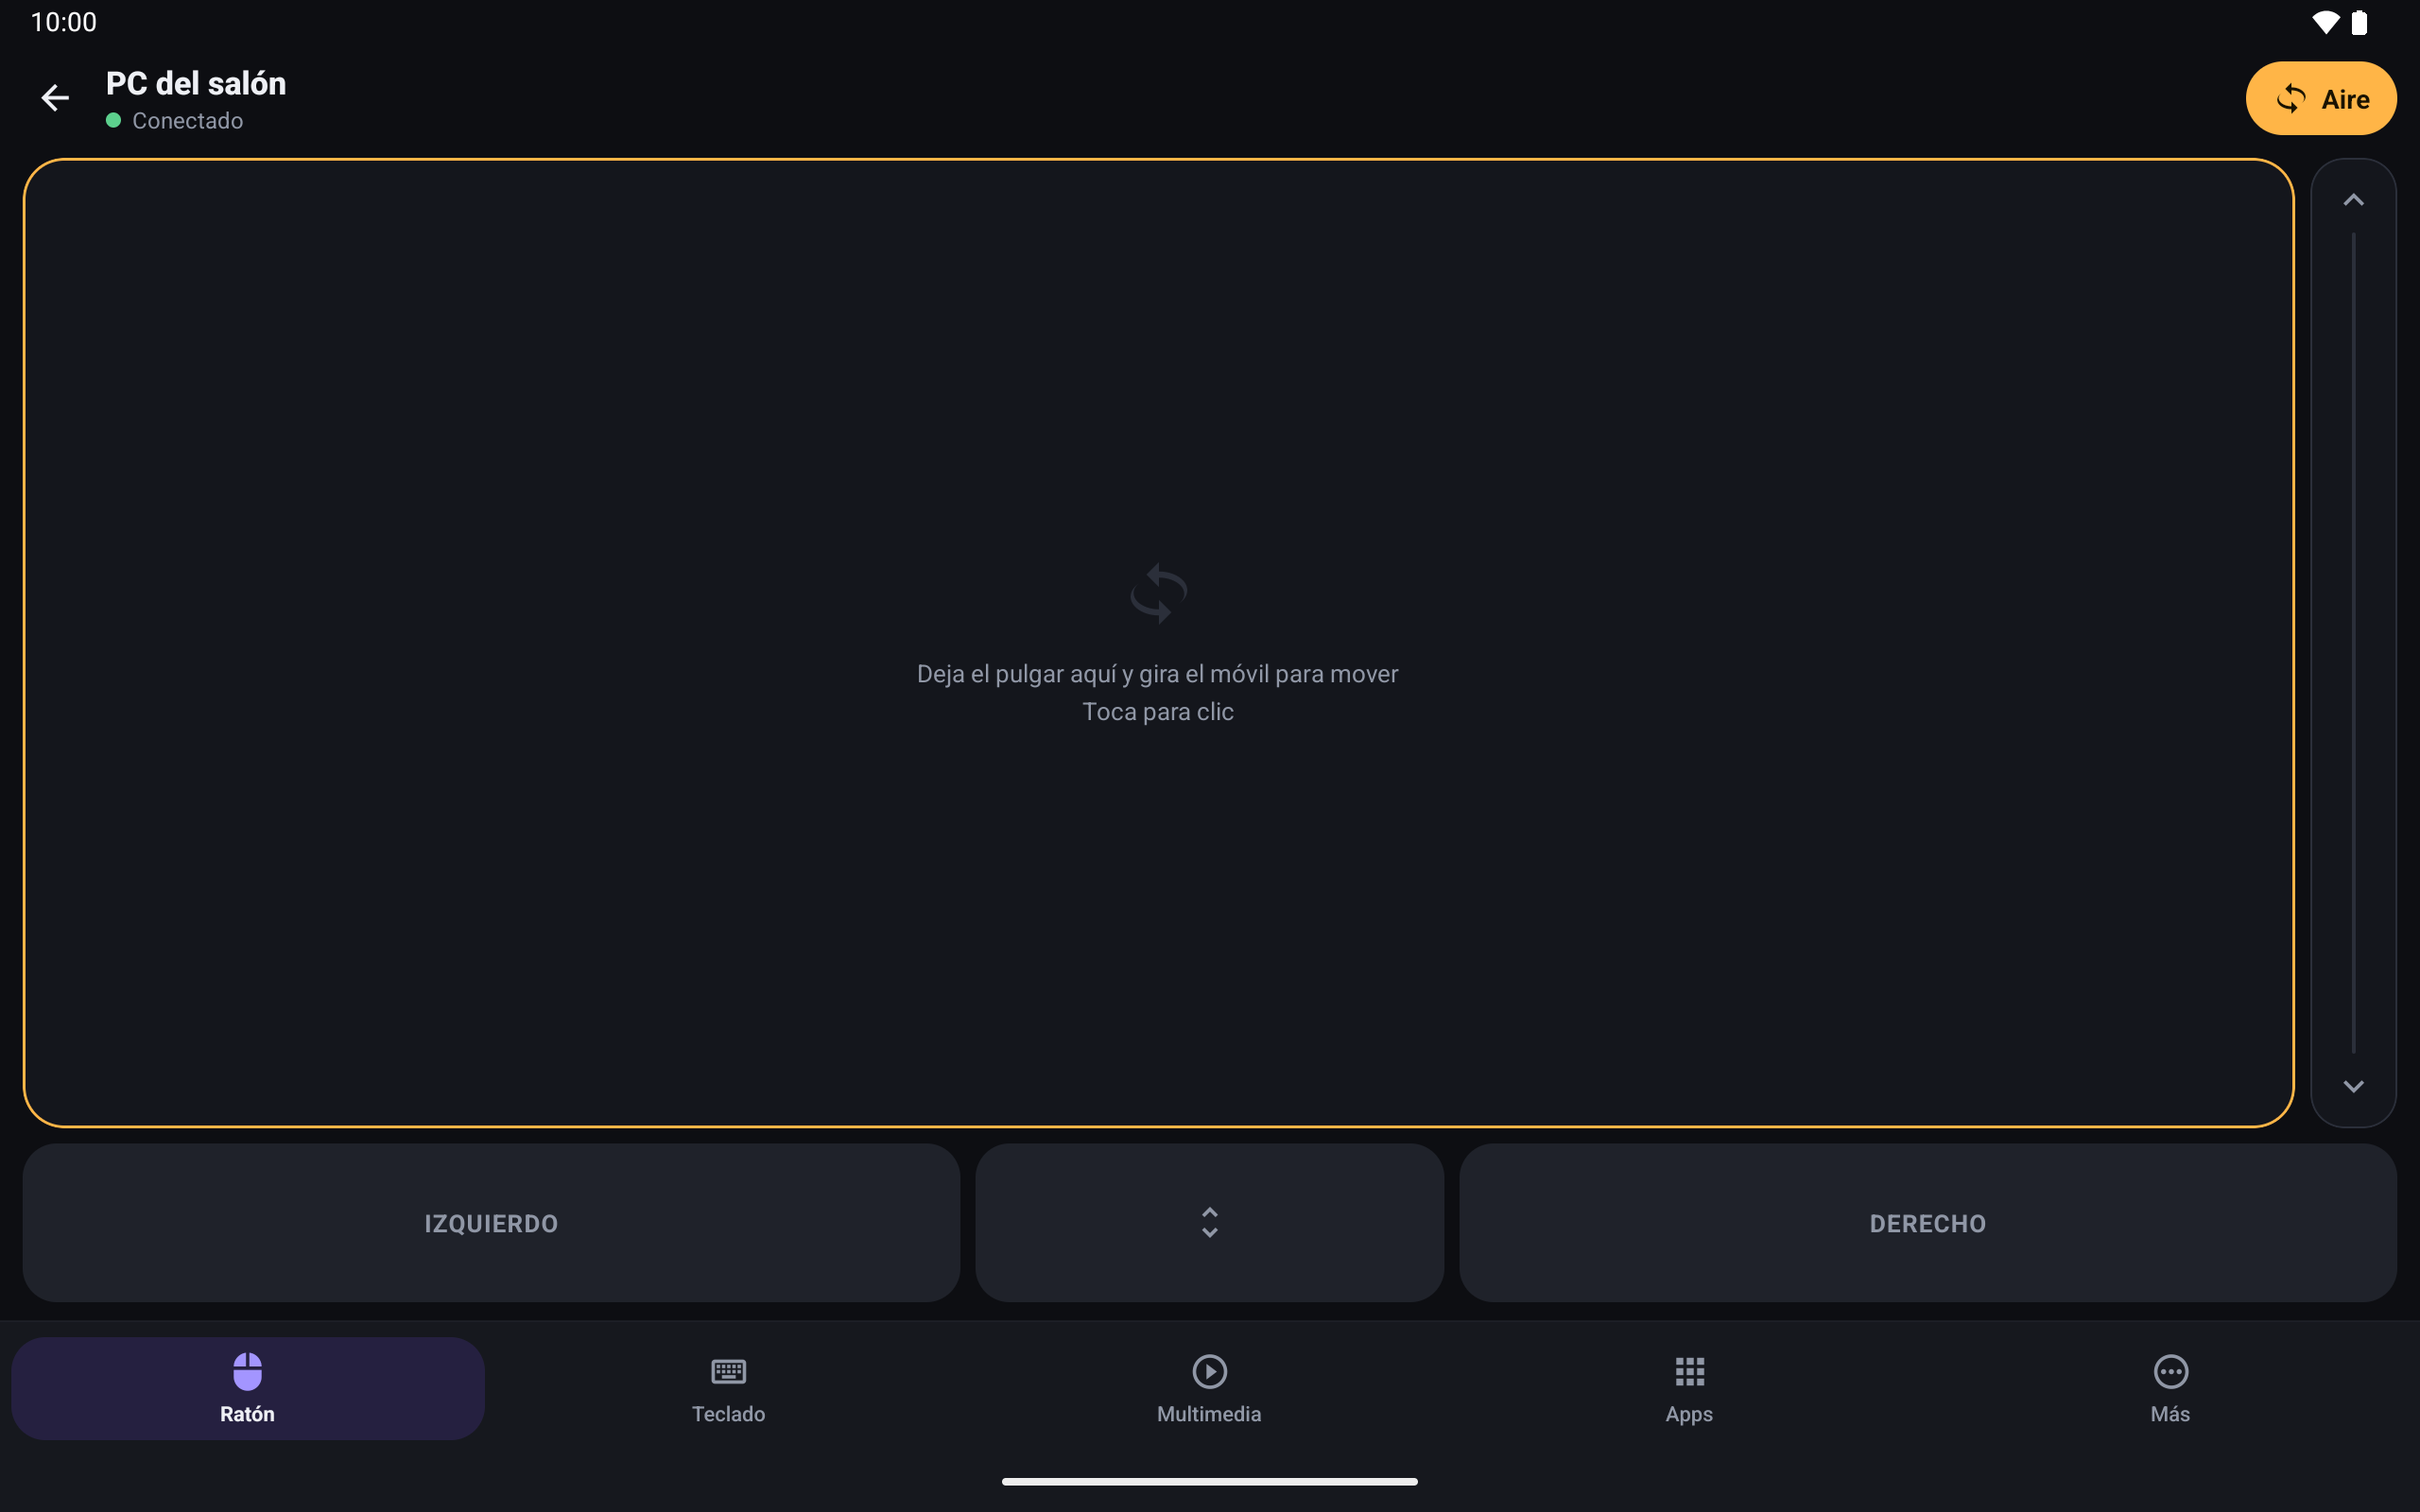 10:00
PC del salón
Conectado
Aire
Deja el pulgar aquí y gira el móvil para mover
Toca para clic
IZQUIERDO
DERECHO
Ratón
Teclado
Multimedia
Apps
Más